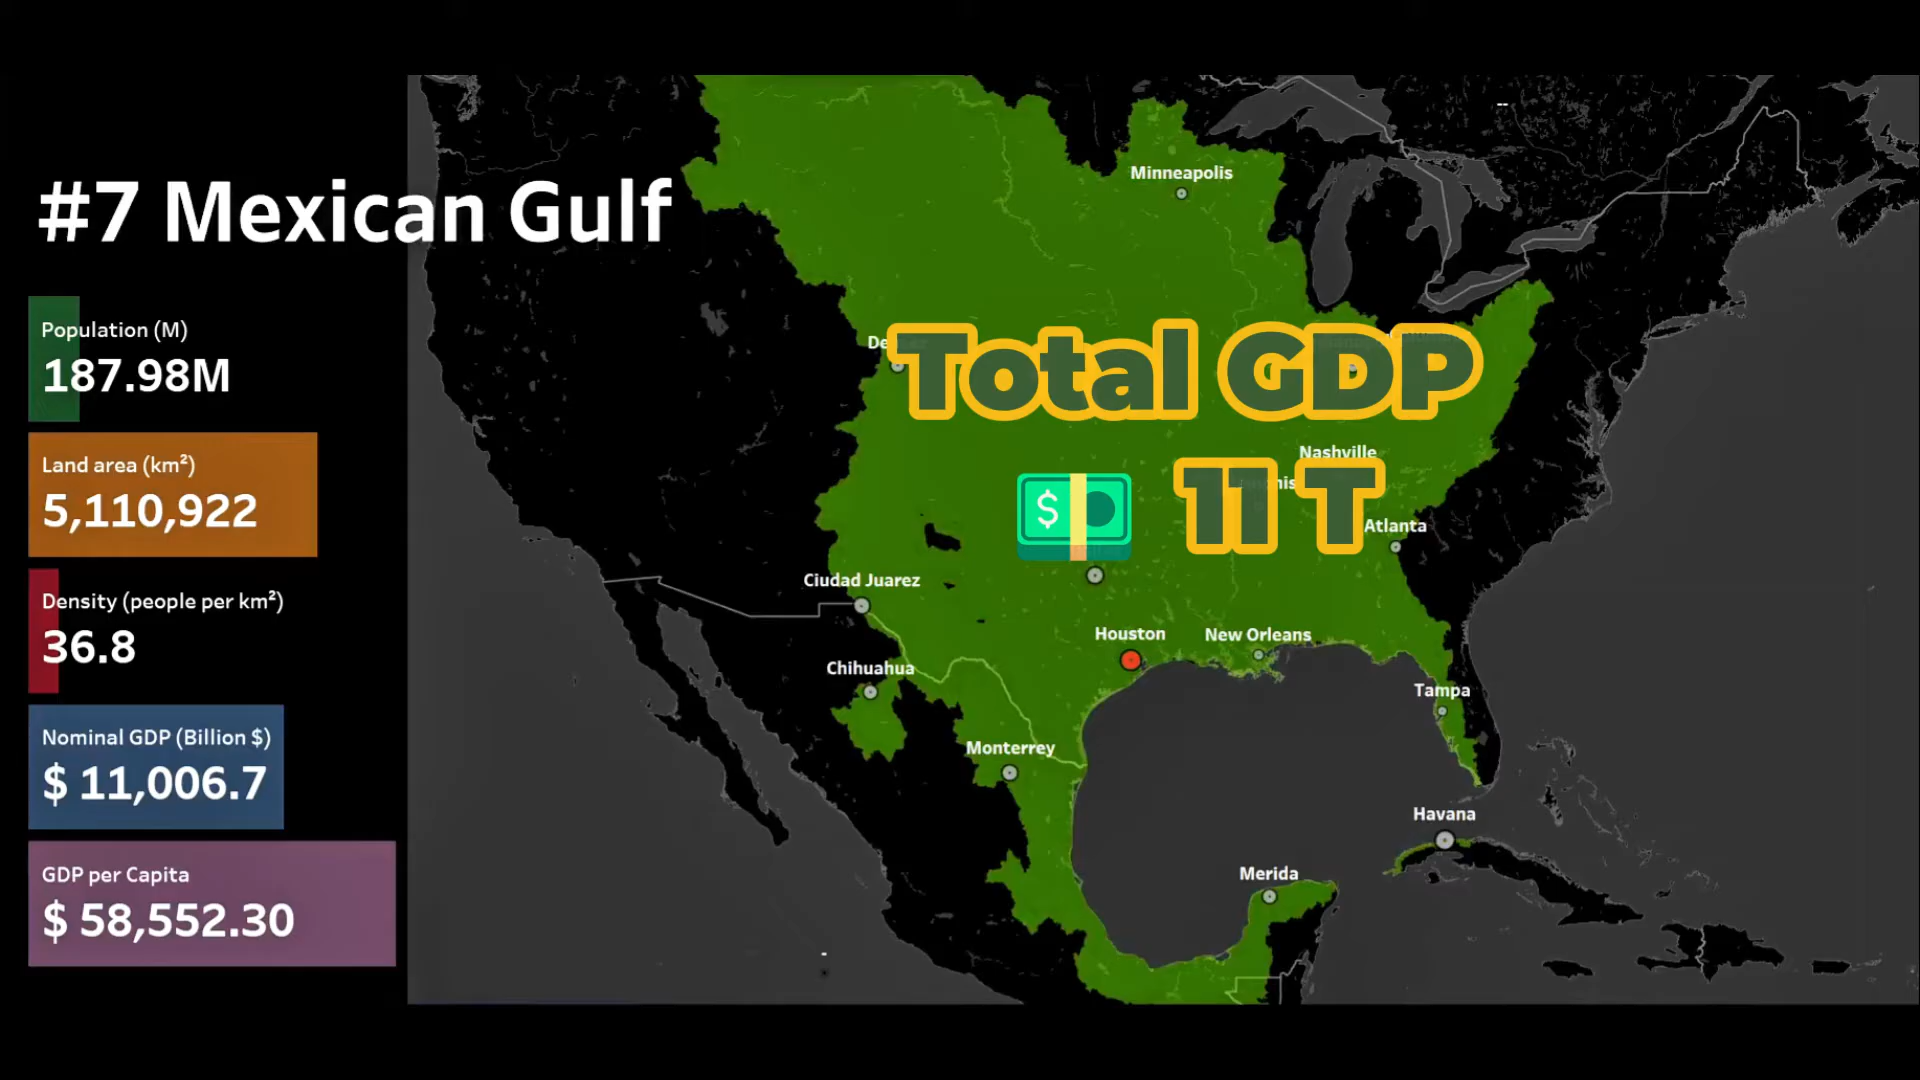 #7 Mexican Gulf
Population (M)
187.98M
Land area (km²)
5,110,922
Density (people per km²)
36.8
Nominal GDP (Billion $)
$ 11,006.7
GDP per Capita
$ 58,552.30
Minneapolis
Total GDP
Nashville
11 T
Atlanta
Ciudad Juarez
Houston
New Orleans
Chihuahua
Tampa
Monterrey
Havana
Merida